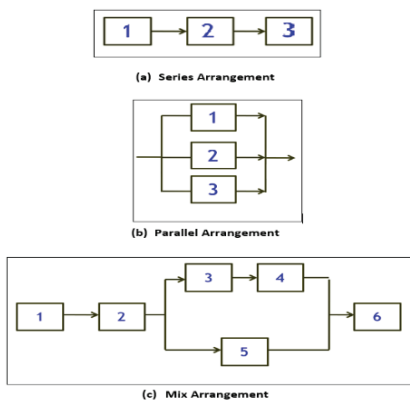 1 2 3
(a) Series Arrangement
1
2
3
(b) Parallel Arrangement
3 4
1 2 6
5
(c) Mix Arrangement